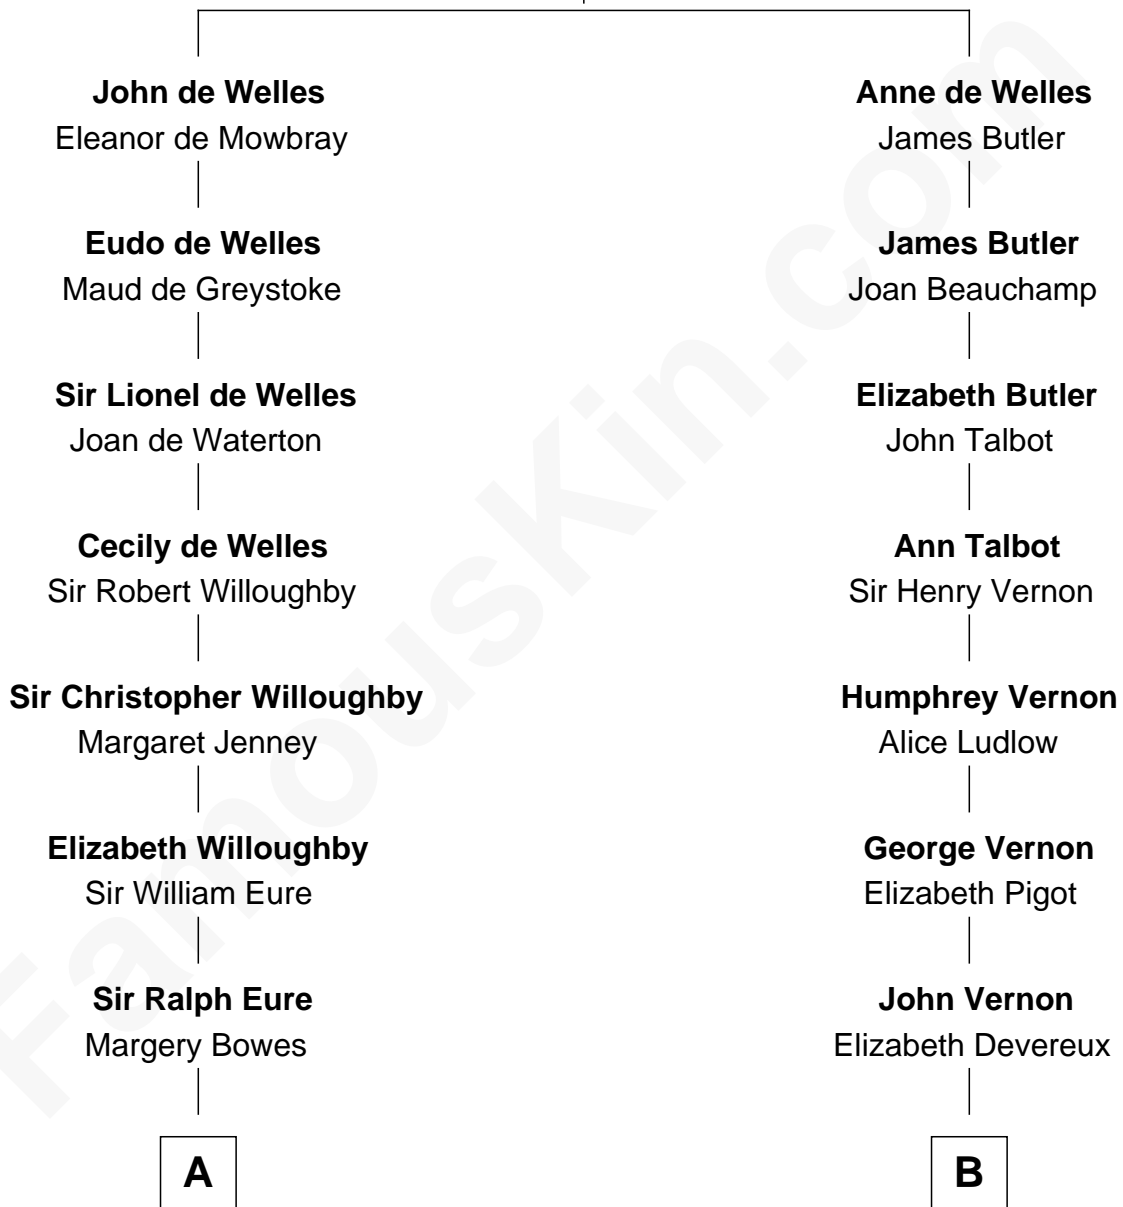 John de Welles
Eleanor de Mowbray
Eudo de Welles
Maud de Greystoke
Sir Lionel de Welles
Joan de Waterton
Cecily de Welles
Sir Robert Willoughby
Sir Christopher Willoughby
Margaret Jenney
Elizabeth Willoughby
Sir William Eure
Sir Ralph Eure
Margery Bowes
A
Anne de Welles
James Butler
James Butler
Joan Beauchamp
Elizabeth Butler
John Talbot
Ann Talbot
Sir Henry Vernon
Humphrey Vernon
Alice Ludlow
George Vernon
Elizabeth Pigot
John Vernon
Elizabeth Devereux
B
FamousKin.com